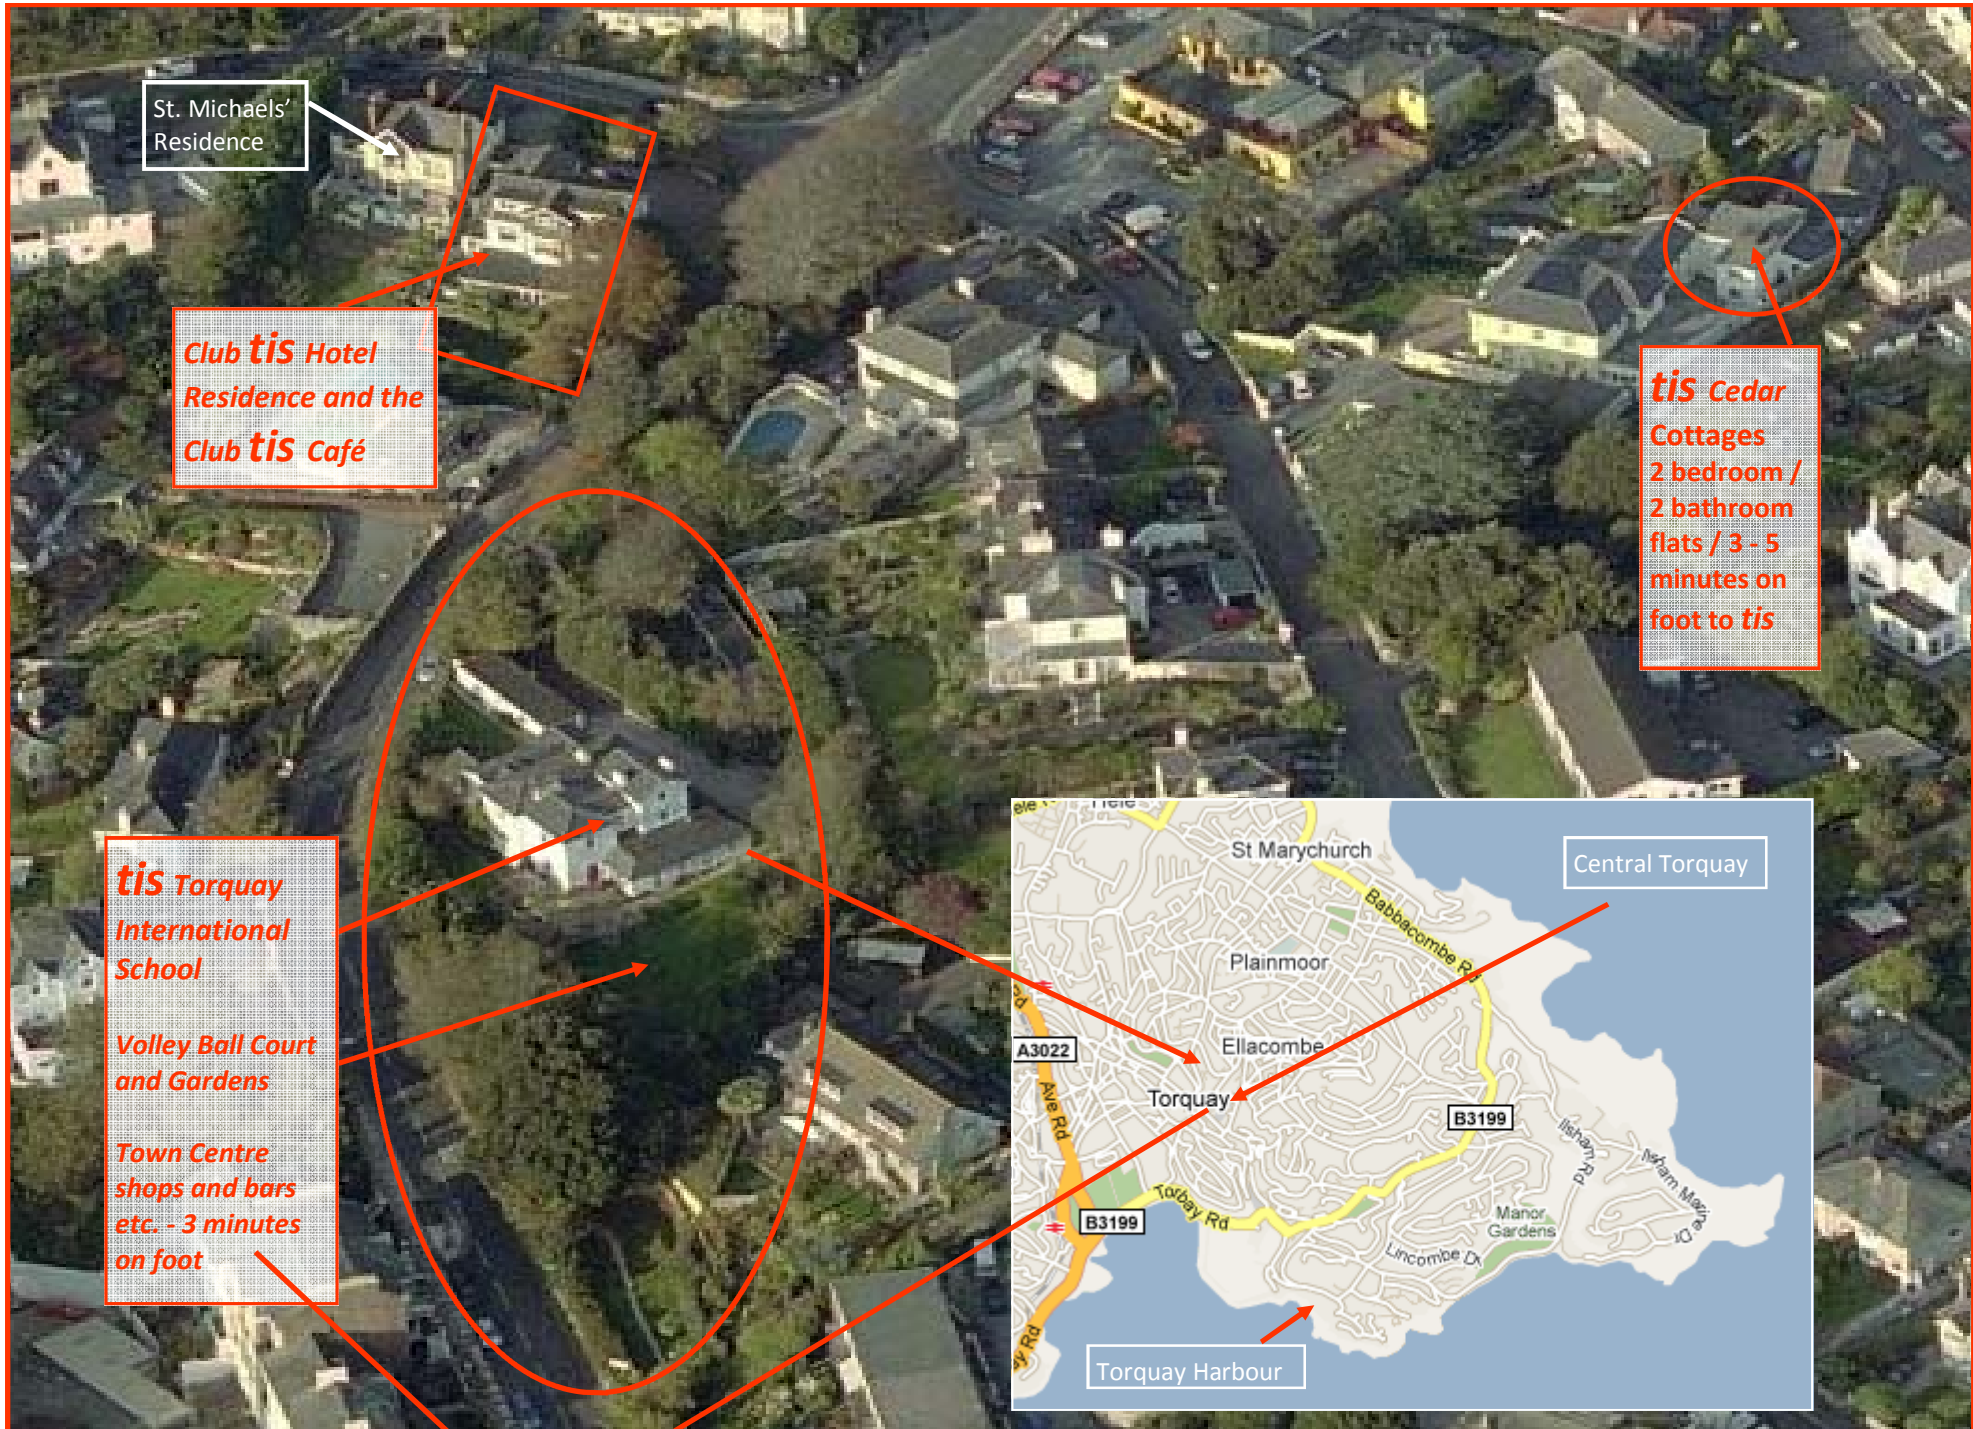 St. Michaels'
Residence
Club tis Hotel
Residence and the
Club tis Café
tis Cedar
Cottages
2 bedroom /
2 bathroom
flats / 3 - 5
minutes on
foot to tis
tis Torquay
International
School
Volley Ball Court
and Gardens
Town Centre
shops and bars
etc. - 3 minutes
on foot
Hele
St Marychurch
Central Torquay
Babbacombe Rd
Plainmoor
Rd
A3022
Ellacombe
Ave Rd
Torquay
B3199
Ilsham Rd
Ilsham Marine Dr
B3199
Torbay Rd
Manor
Gardens
Lincombe Dr
Rd
Torquay Harbour